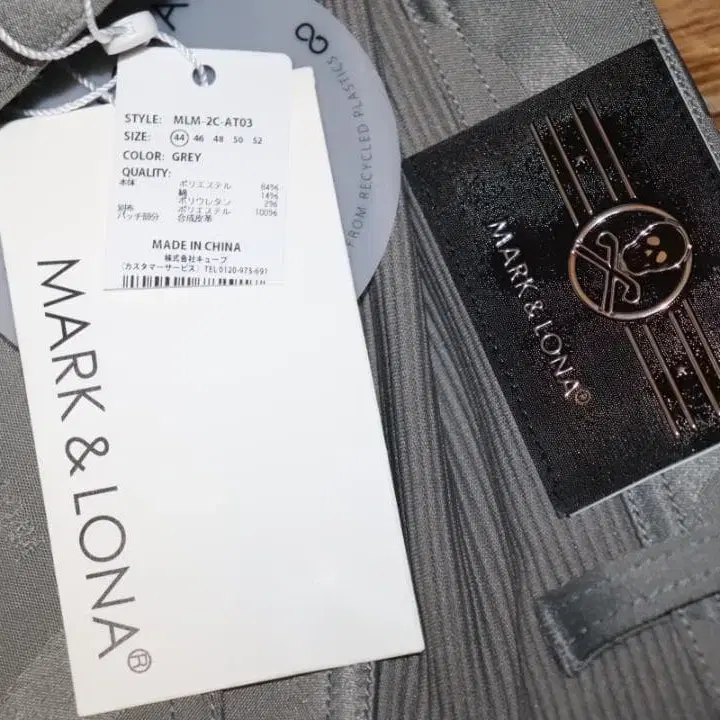 STYLE: MLM-2C-AT03
SIZE: 44 46 48 50 52
COLOR: GREY
QUALITY:
本体 ポリエステル 84%
綿 14%
ポリウレタン 2%
別布 ポリエステル 100%
パッチ部分 合成皮革
MADE IN CHINA
株式会社キューブ
(カスタマーサービス) TEL 0120-973-691
MARK & LONA®
FROM RECYCLED PLASTICS
MARK & LONA®